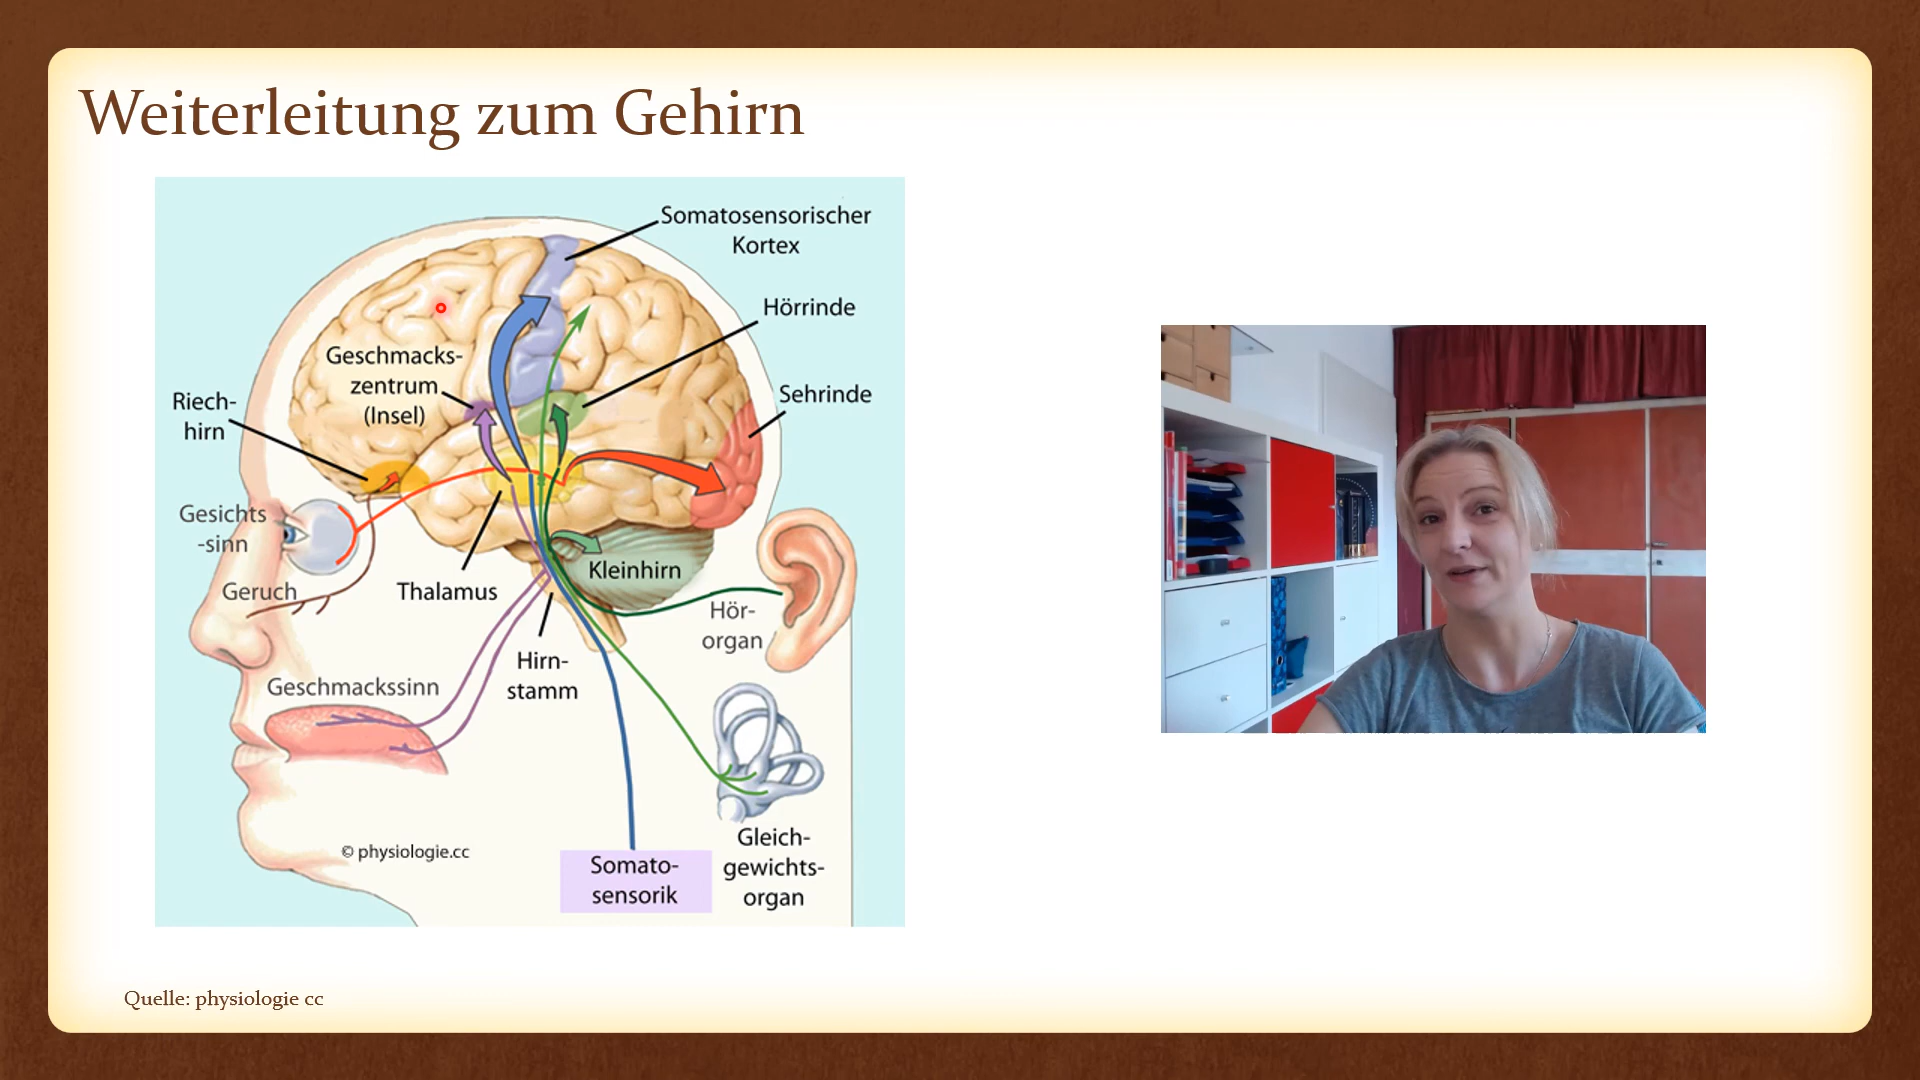 Weiterleitung zum Gehirn
Somatosensorischer
Kortex
Hörrinde
Geschmacks-
zentrum
(Insel)
Sehrinde
Riech-
hirn
Gesichts
-sinn
Geruch
Thalamus
Kleinhirn
Hör-
organ
Hirn-
stamm
Geschmackssinn
© physiologie.cc
Somato-
sensorik
Gleich-
gewichts-
organ
Quelle: physiologie cc